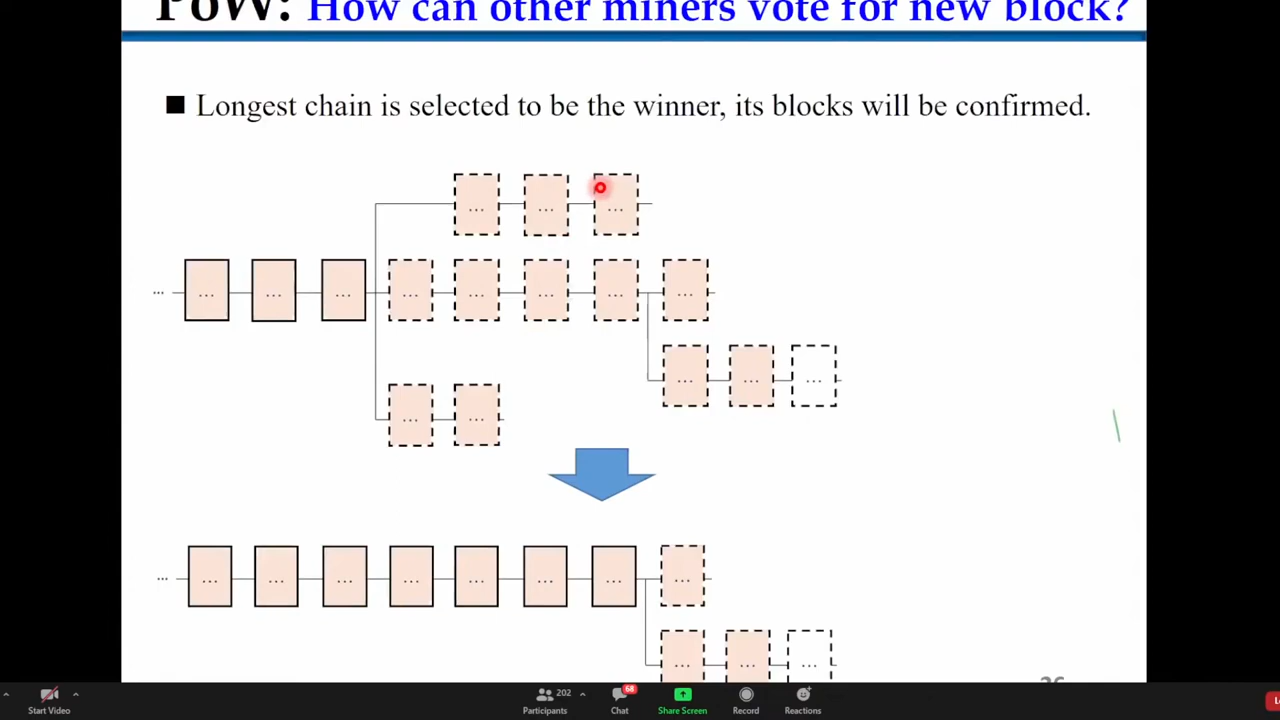 PoW: How can other miners vote for new block?
■ Longest chain is selected to be the winner, its blocks will be confirmed.
... ... ...
... ... ... ... ... ... ... ... ...
... ... ...
... ...
... ... ... ... ... ... ... ... ...
... ... ...
26
Start Video
202
Participants
68
Chat
Share Screen
Record
Reactions